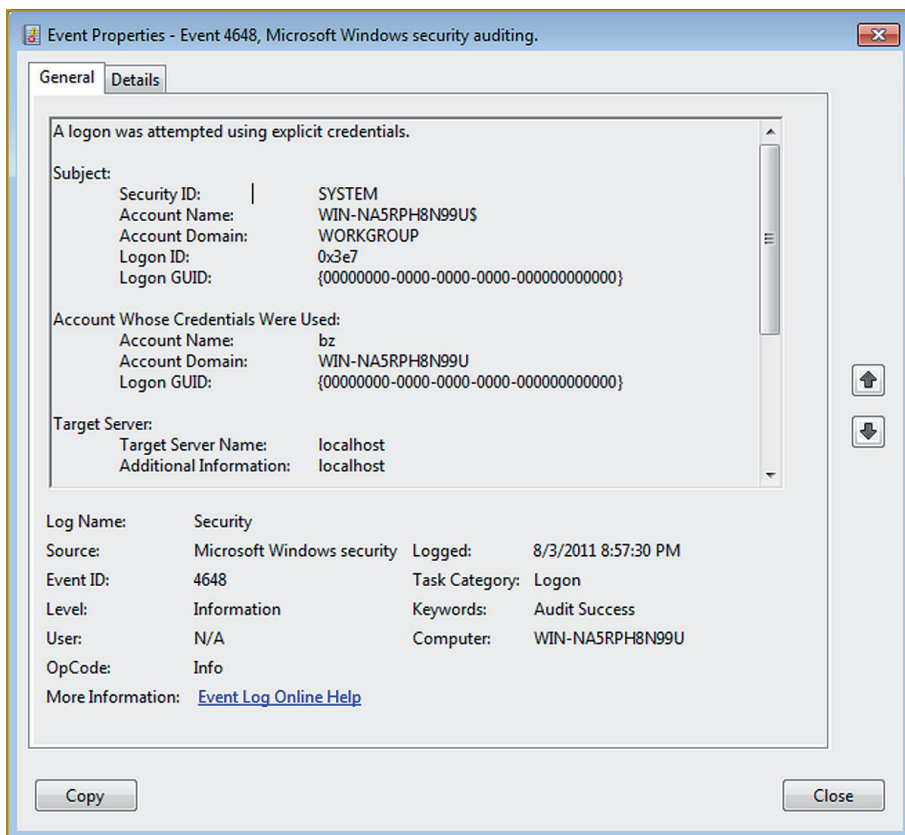 Event Properties - Event 4648, Microsoft Windows security auditing.
General Details
A logon was attempted using explicit credentials.
Subject:
Security ID: SYSTEM
Account Name: WIN-NA5RPH8N99U$
Account Domain: WORKGROUP
Logon ID: 0x3e7
Logon GUID: {00000000-0000-0000-0000-000000000000}
Account Whose Credentials Were Used:
Account Name: bz
Account Domain: WIN-NA5RPH8N99U
Logon GUID: {00000000-0000-0000-0000-000000000000}
Target Server:
Target Server Name: localhost
Additional Information: localhost
Log Name: Security
Source: Microsoft Windows security Logged: 8/3/2011 8:57:30 PM
Event ID: 4648 Task Category: Logon
Level: Information Keywords: Audit Success
User: N/A Computer: WIN-NA5RPH8N99U
OpCode: Info
More Information: Event Log Online Help
Copy Close